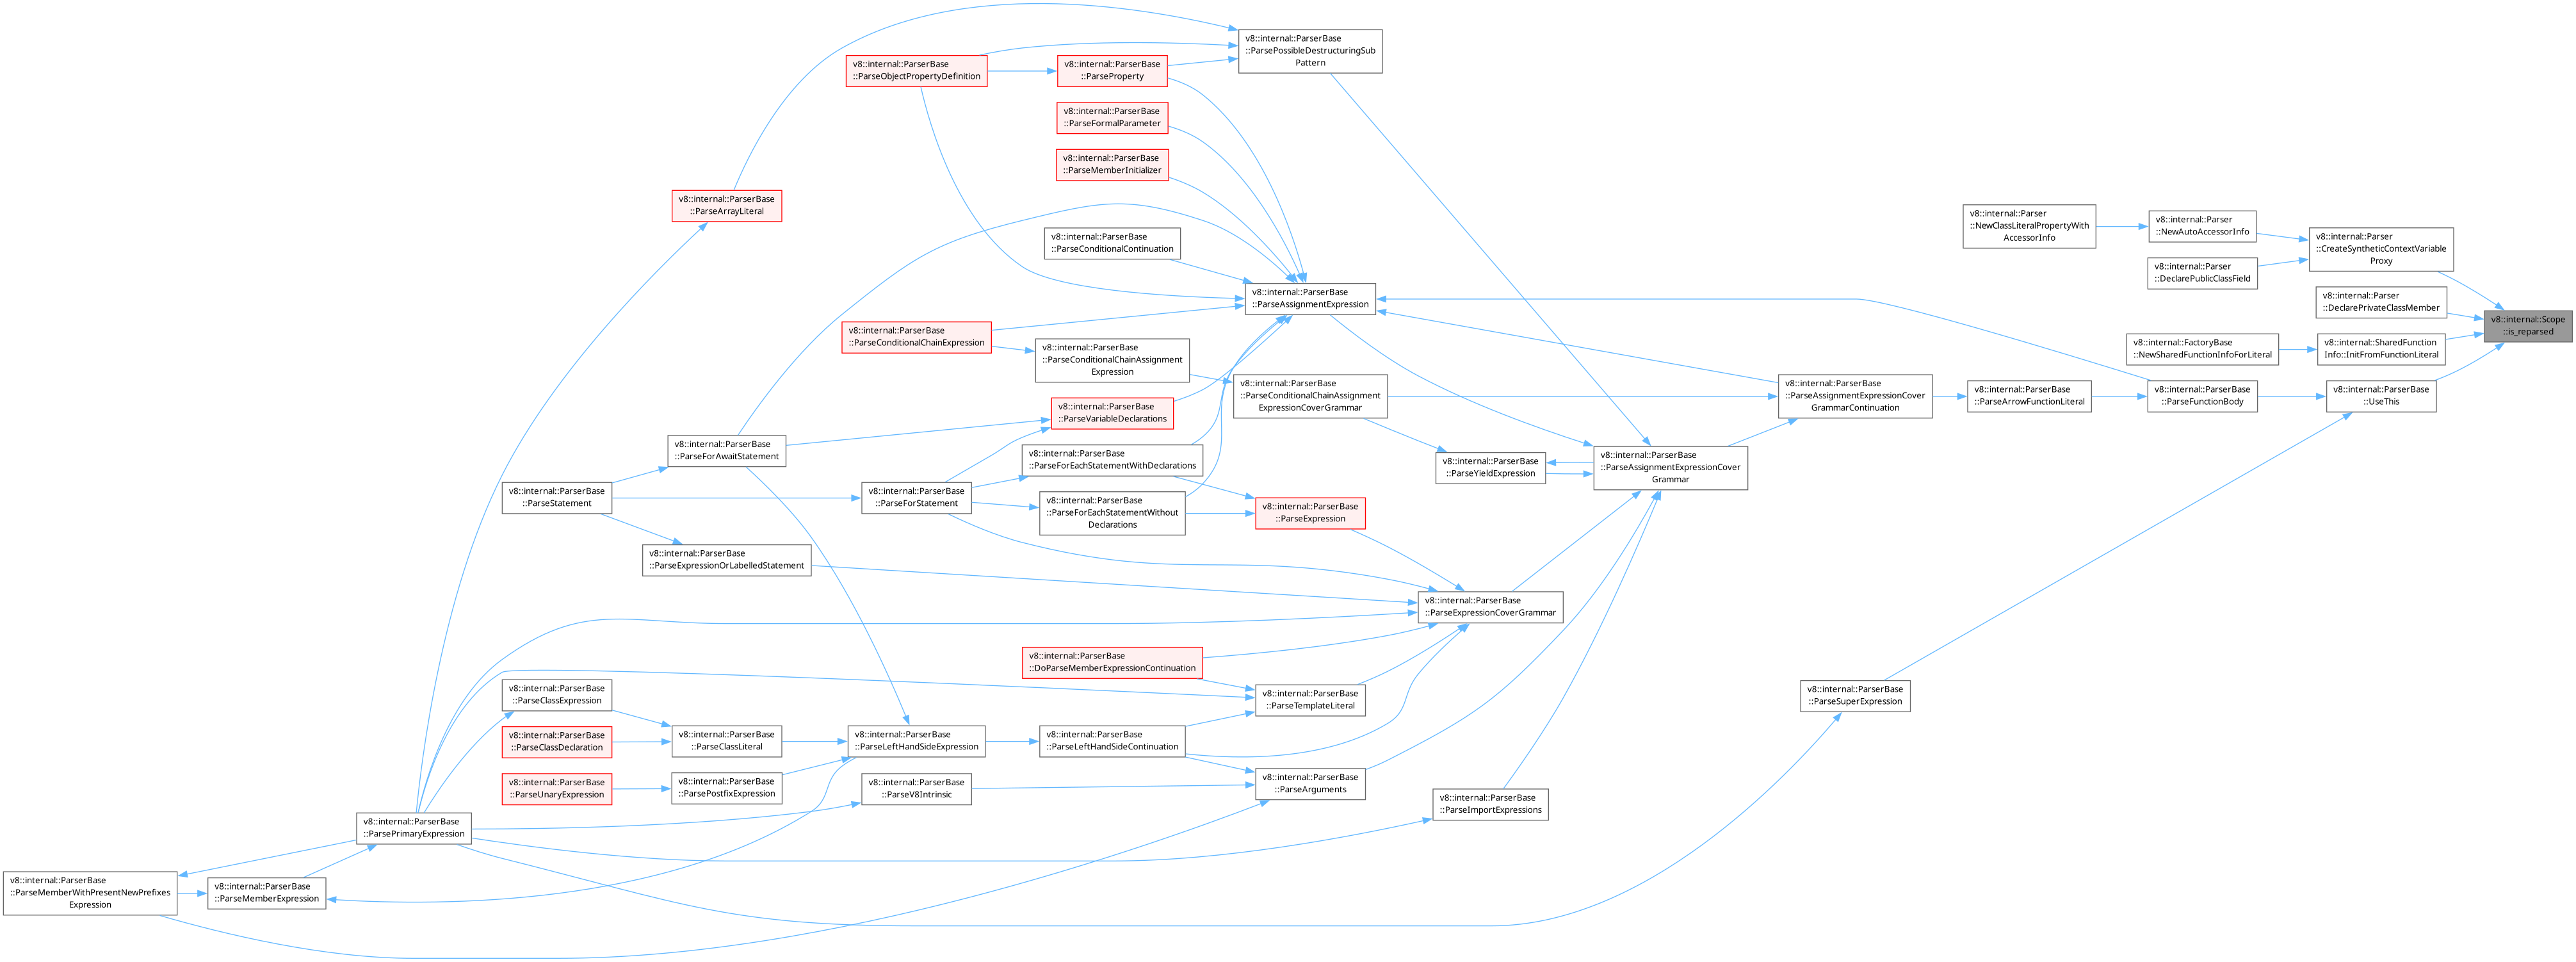 v8::internal::ParserBase
::ParsePossibleDestructuringSub
Pattern
v8::internal::ParserBase
::ParseObjectPropertyDefinition
v8::internal::ParserBase
::ParseProperty
v8::internal::ParserBase
::ParseFormalParameter
v8::internal::ParserBase
::ParseMemberInitializer
v8::internal::ParserBase
::ParseArrayLiteral
v8::internal::Parser
::NewClassLiteralPropertyWith
AccessorInfo
v8::internal::Parser
::NewAutoAccessorInfo
v8::internal::Parser
::CreateSyntheticContextVariable
Proxy
v8::internal::ParserBase
::ParseConditionalContinuation
v8::internal::Parser
::DeclarePublicClassField
v8::internal::ParserBase
::ParseAssignmentExpression
v8::internal::Parser
::DeclarePrivateClassMember
v8::internal::Scope
::is_reparsed
v8::internal::ParserBase
::ParseConditionalChainExpression
v8::internal::ParserBase
::ParseConditionalChainAssignment
Expression
v8::internal::FactoryBase
::NewSharedFunctionInfoForLiteral
v8::internal::SharedFunction
Info::InitFromFunctionLiteral
v8::internal::ParserBase
::ParseConditionalChainAssignment
ExpressionCoverGrammar
v8::internal::ParserBase
::ParseAssignmentExpressionCover
GrammarContinuation
v8::internal::ParserBase
::ParseArrowFunctionLiteral
v8::internal::ParserBase
::ParseFunctionBody
v8::internal::ParserBase
::UseThis
v8::internal::ParserBase
::ParseVariableDeclarations
v8::internal::ParserBase
::ParseForAwaitStatement
v8::internal::ParserBase
::ParseForEachStatementWithDeclarations
v8::internal::ParserBase
::ParseYieldExpression
v8::internal::ParserBase
::ParseAssignmentExpressionCover
Grammar
v8::internal::ParserBase
::ParseStatement
v8::internal::ParserBase
::ParseForStatement
v8::internal::ParserBase
::ParseForEachStatementWithout
Declarations
v8::internal::ParserBase
::ParseExpression
v8::internal::ParserBase
::ParseExpressionOrLabelledStatement
v8::internal::ParserBase
::ParseExpressionCoverGrammar
v8::internal::ParserBase
::DoParseMemberExpressionContinuation
v8::internal::ParserBase
::ParseClassExpression
v8::internal::ParserBase
::ParseTemplateLiteral
v8::internal::ParserBase
::ParseSuperExpression
v8::internal::ParserBase
::ParseClassDeclaration
v8::internal::ParserBase
::ParseClassLiteral
v8::internal::ParserBase
::ParseLeftHandSideExpression
v8::internal::ParserBase
::ParseLeftHandSideContinuation
v8::internal::ParserBase
::ParseUnaryExpression
v8::internal::ParserBase
::ParsePostfixExpression
v8::internal::ParserBase
::ParseV8Intrinsic
v8::internal::ParserBase
::ParseArguments
v8::internal::ParserBase
::ParseImportExpressions
v8::internal::ParserBase
::ParsePrimaryExpression
v8::internal::ParserBase
::ParseMemberWithPresentNewPrefixes
Expression
v8::internal::ParserBase
::ParseMemberExpression